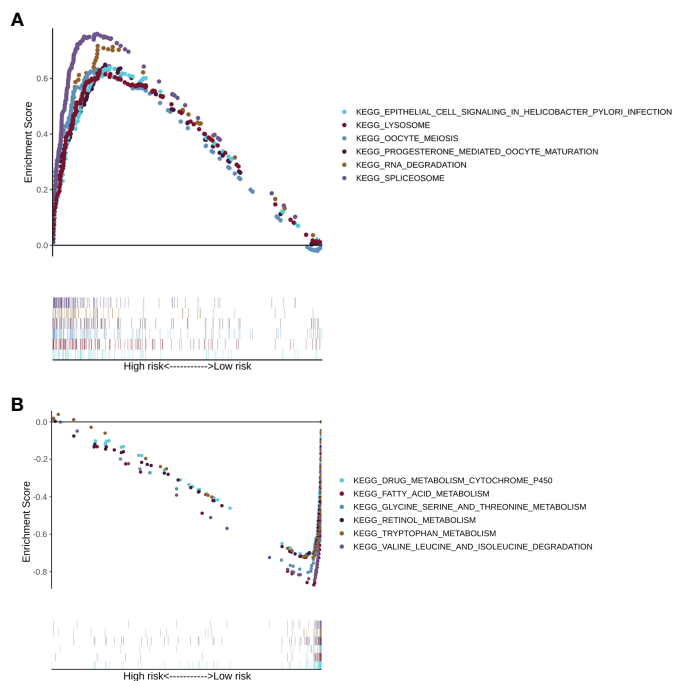 A
Enrichment Score
0.6
0.4
0.2
0.0
KEGG_EPITHELIAL_CELL_SIGNALING_IN_HELICOBACTER_PYLORI_INFECTION
KEGG_LYSOSOME
KEGG_OOCYTE_MEIOSIS
KEGG_PROGESTERONE_MEDIATED_OOCYTE_MATURATION
KEGG_RNA_DEGRADATION
KEGG_SPLICEOSOME
High risk<----------->Low risk
B
Enrichment Score
0.0
-0.2
-0.4
-0.6
-0.8
KEGG_DRUG_METABOLISM_CYTOCHROME_P450
KEGG_FATTY_ACID_METABOLISM
KEGG_GLYCINE_SERINE_AND_THREONINE_METABOLISM
KEGG_RETINOL_METABOLISM
KEGG_TRYPTOPHAN_METABOLISM
KEGG_VALINE_LEUCINE_AND_ISOLEUCINE_DEGRADATION
High risk<----------->Low risk